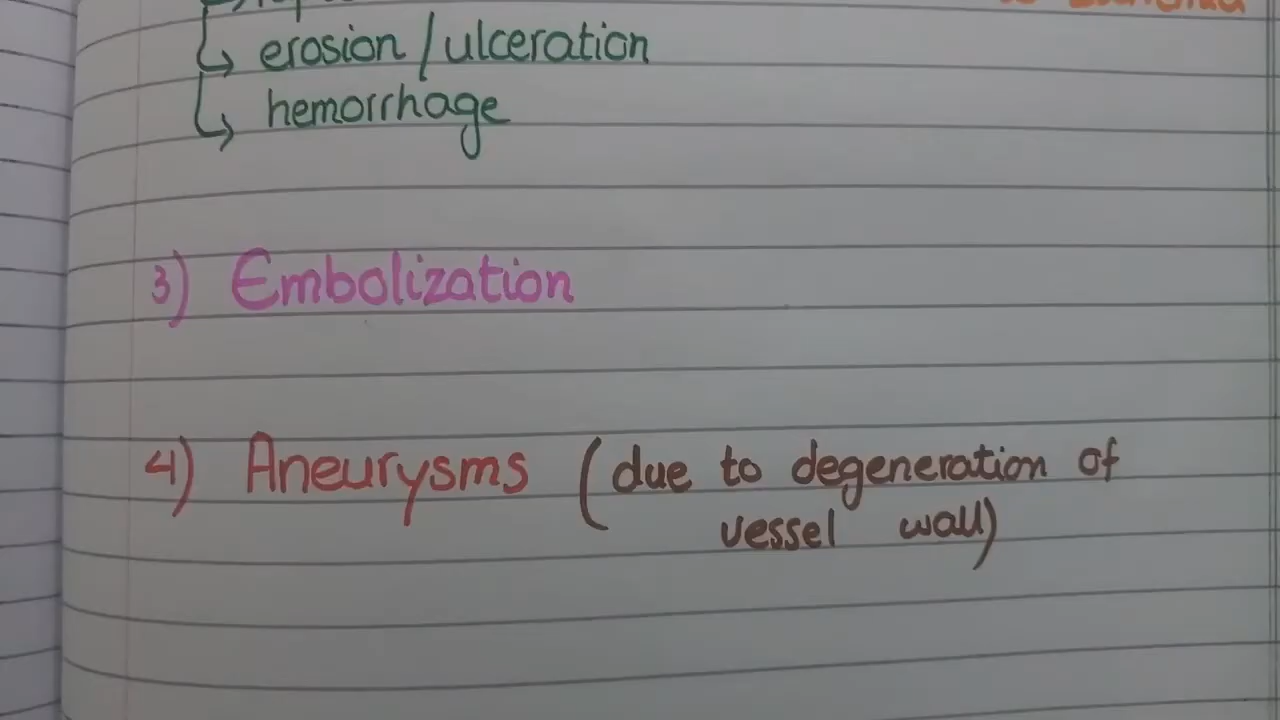 ↳ erosion / ulceration
↳ hemorrhage
3) Embolization
4) Aneurysms (due to degeneration of
vessel wall)